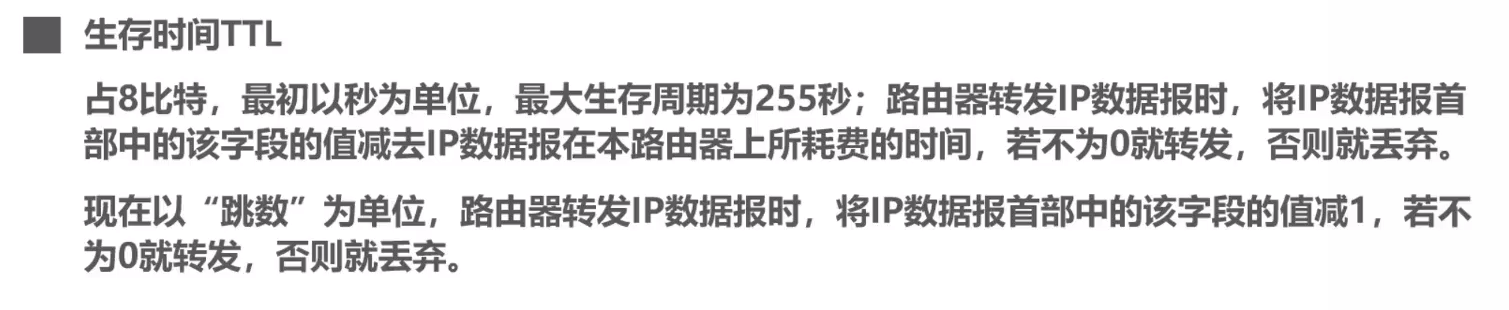 生存时间TTL
占8比特，最初以秒为单位，最大生存周期为255秒；路由器转发IP数据报时，将IP数据报首
部中的该字段的值减去IP数据报在本路由器上所耗费的时间，若不为0就转发，否则就丢弃。
现在以“跳数”为单位，路由器转发IP数据报时，将IP数据报首部中的该字段的值减1，若不
为0就转发，否则就丢弃。